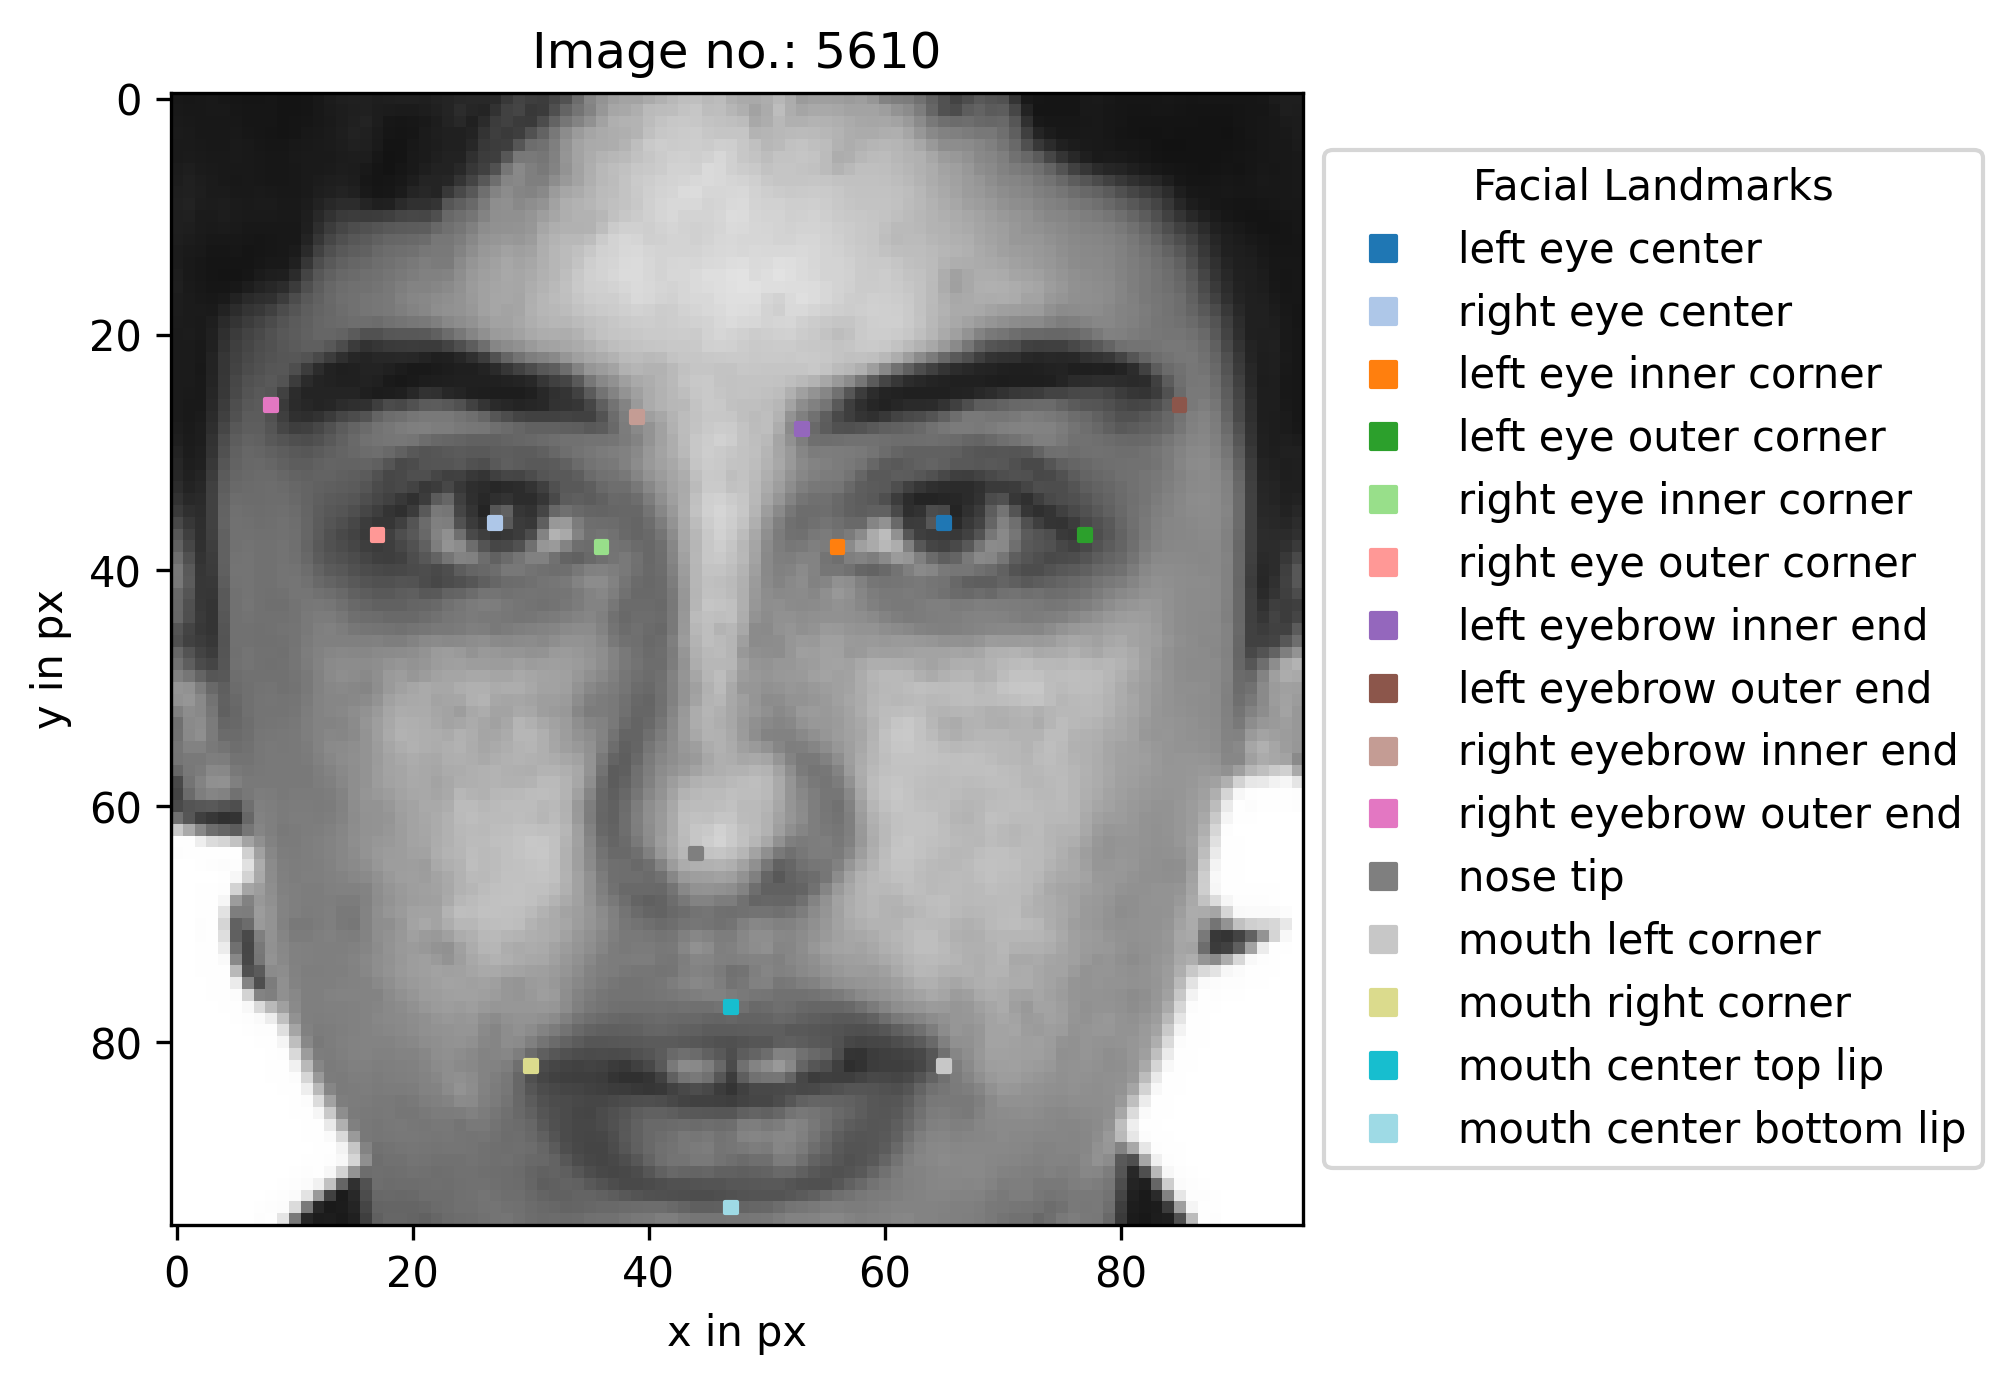 Image no.: 5610
0
20
40
60
80
y in px
0 20 40 60 80
x in px
Facial Landmarks
left eye center
right eye center
left eye inner corner
left eye outer corner
right eye inner corner
right eye outer corner
left eyebrow inner end
left eyebrow outer end
right eyebrow inner end
right eyebrow outer end
nose tip
mouth left corner
mouth right corner
mouth center top lip
mouth center bottom lip